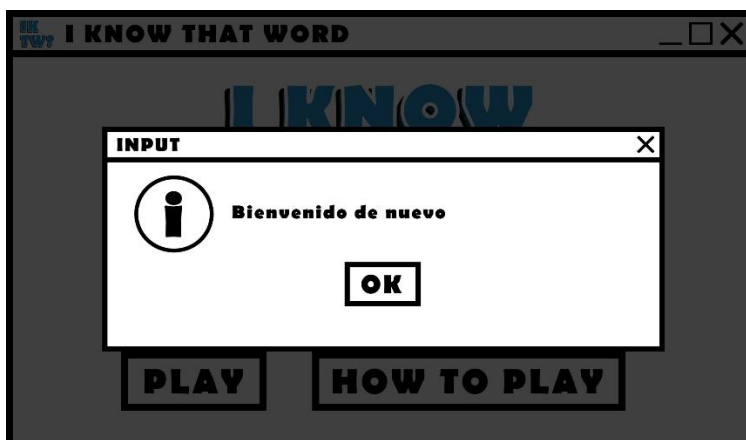 IK
TW?
I KNOW THAT WORD
I KNOW
INPUT
Bienvenido de nuevo
OK
PLAY
HOW TO PLAY